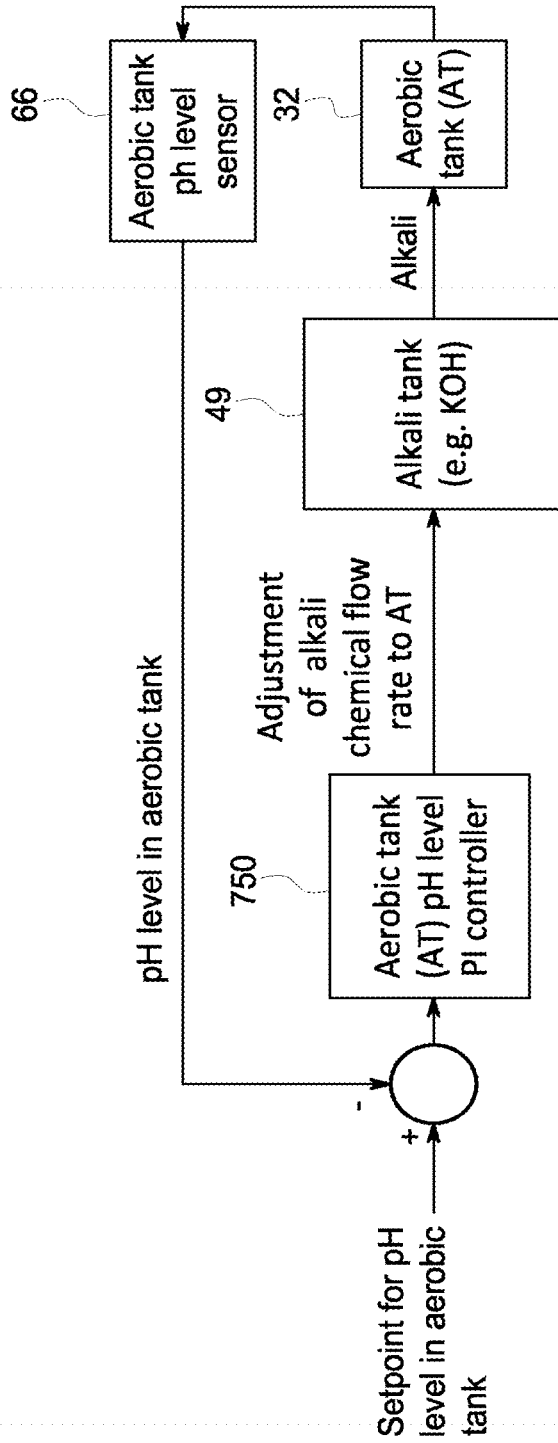 Setpoint for pH
level in aerobic
tank
+
-
750
Aerobic tank
(AT) pH level
PI controller
Adjustment
of alkali
chemical flow
rate to AT
49
Alkali tank
(e.g. KOH)
Alkali
32
Aerobic
tank (AT)
66
Aerobic tank
ph level
sensor
pH level in aerobic tank